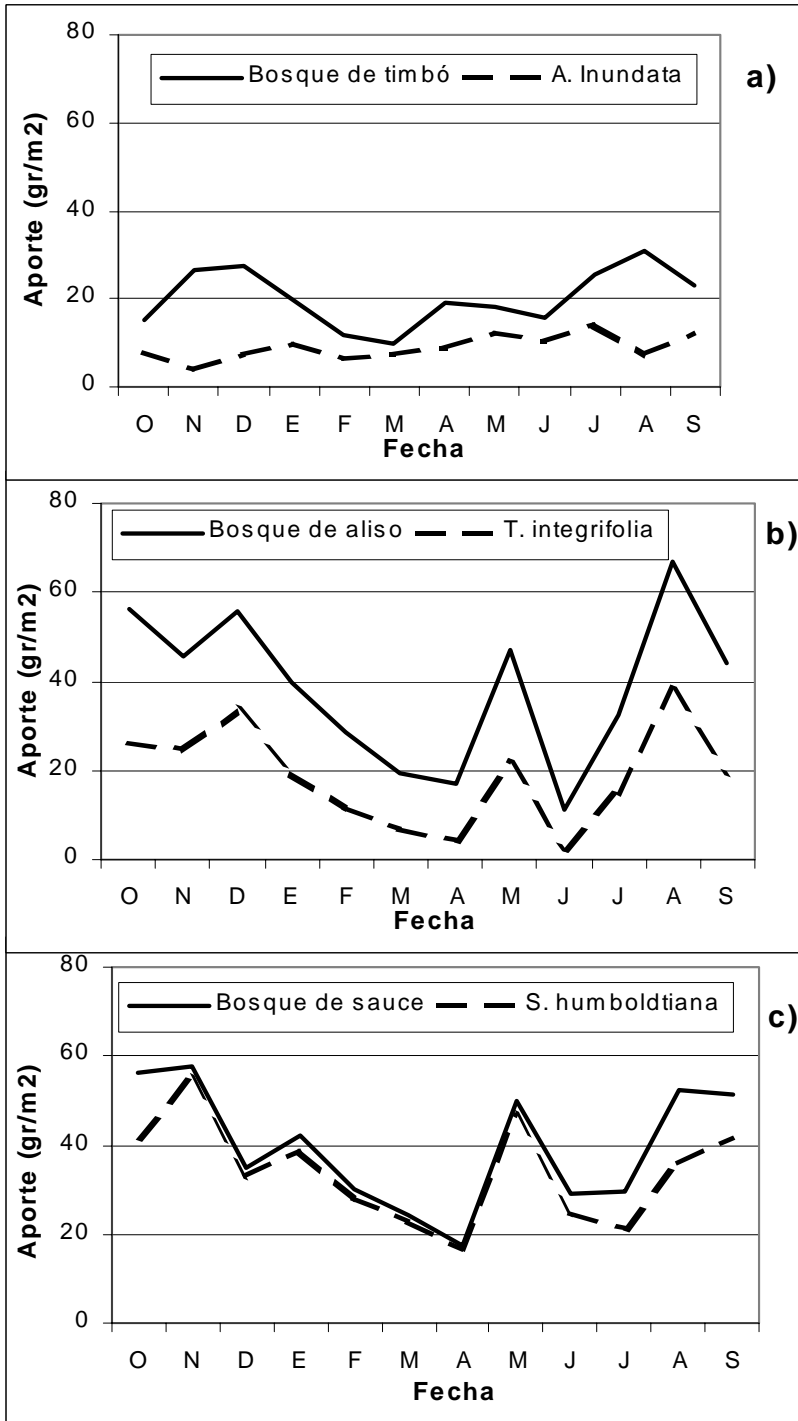 80
60
40
20
0
Aporte (gr/m2)
Bosque de timbó A. Inundata
a)
O N D E F M A M J J A S
Fecha
80
60
40
20
0
Aporte (gr/m2)
Bosque de aliso T. integrifolia
b)
O N D E F M A M J J A S
Fecha
80
60
40
20
0
Aporte (gr/m2)
Bosque de sauce S. humboldtiana
c)
O N D E F M A M J J A S
Fecha